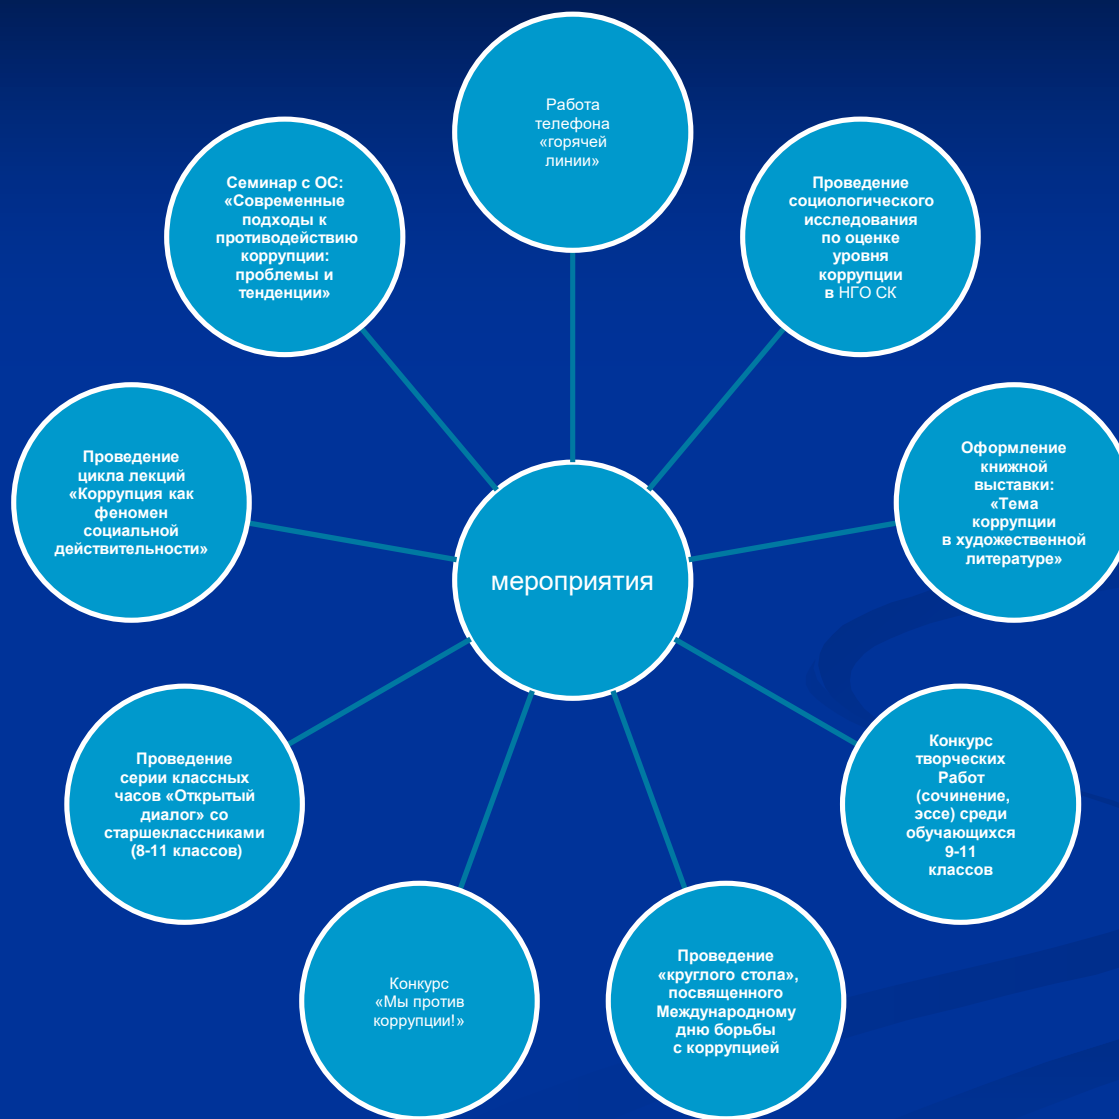 Работа
телефона
«горячей
линии»
Проведение
социологического
исследования
по оценке
уровня
коррупции
в НГО СК
Оформление
книжной
выставки:
«Тема
коррупции
в художественной
литературе»
Конкурс
творческих
Работ
(сочинение,
эссе) среди
обучающихся
9-11
классов
Проведение
«круглого стола»,
посвященного
Международному
дню борьбы
с коррупцией
Конкурс
«Мы против
коррупции!»
Проведение
серии классных
часов «Открытый
диалог» со
старшеклассниками
(8-11 классов)
Проведение
цикла лекций
«Коррупция как
феномен
социальной
действительности»
Семинар с ОС:
«Современные
подходы к
противодействию
коррупции:
проблемы и
тенденции»
мероприятия